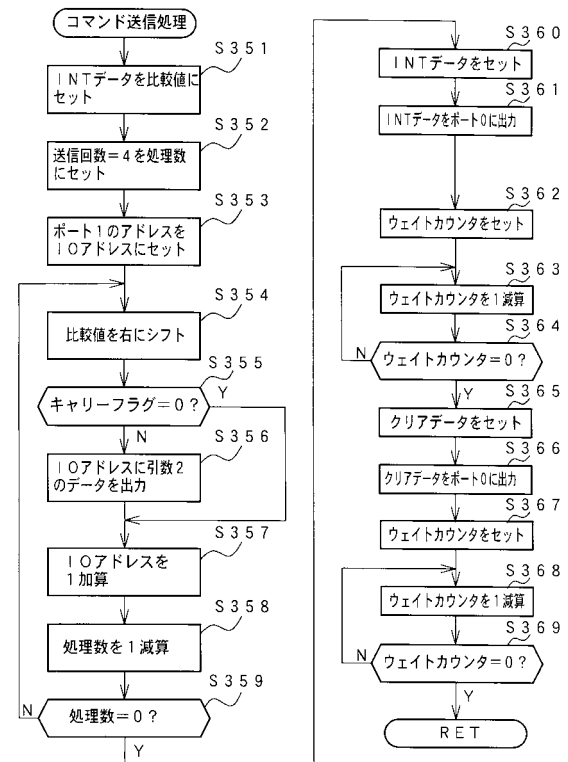 コマンド送信処理
S351
INTデータを比較値に
セット
S352
送信回数=4を処理数
にセット
S353
ポート1のアドレスを
IOアドレスにセット
S354
比較値を右にシフト
S355
キャリーフラグ=0?
Y
N
S356
IOアドレスに引数2
のデータを出力
S357
IOアドレスを
1加算
S358
処理数を1減算
S359
N
処理数=0?
Y
S360
INTデータをセット
S361
INTデータをポート0に出力
S362
ウェイトカウンタをセット
S363
ウェイトカウンタを1減算
S364
N
ウェイトカウンタ=0?
Y
S365
クリアデータをセット
S366
クリアデータをポート0に出力
S367
ウェイトカウンタをセット
S368
ウェイトカウンタを1減算
S369
N
ウェイトカウンタ=0?
Y
RET